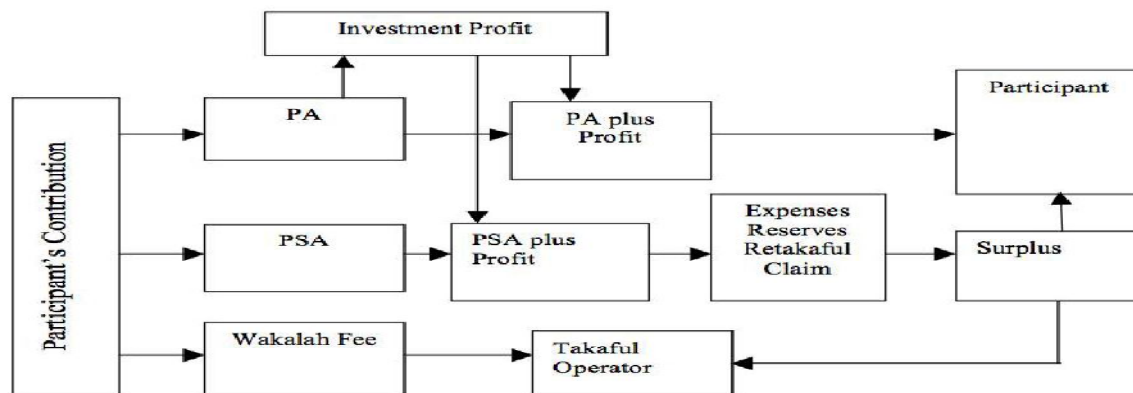 Investment Profit
Participant's Contribution
PA
PA plus
Profit
Participant
PSA
PSA plus
Profit
Expenses
Reserves
Retakaful
Claim
Surplus
Wakalah Fee
Takaful
Operator